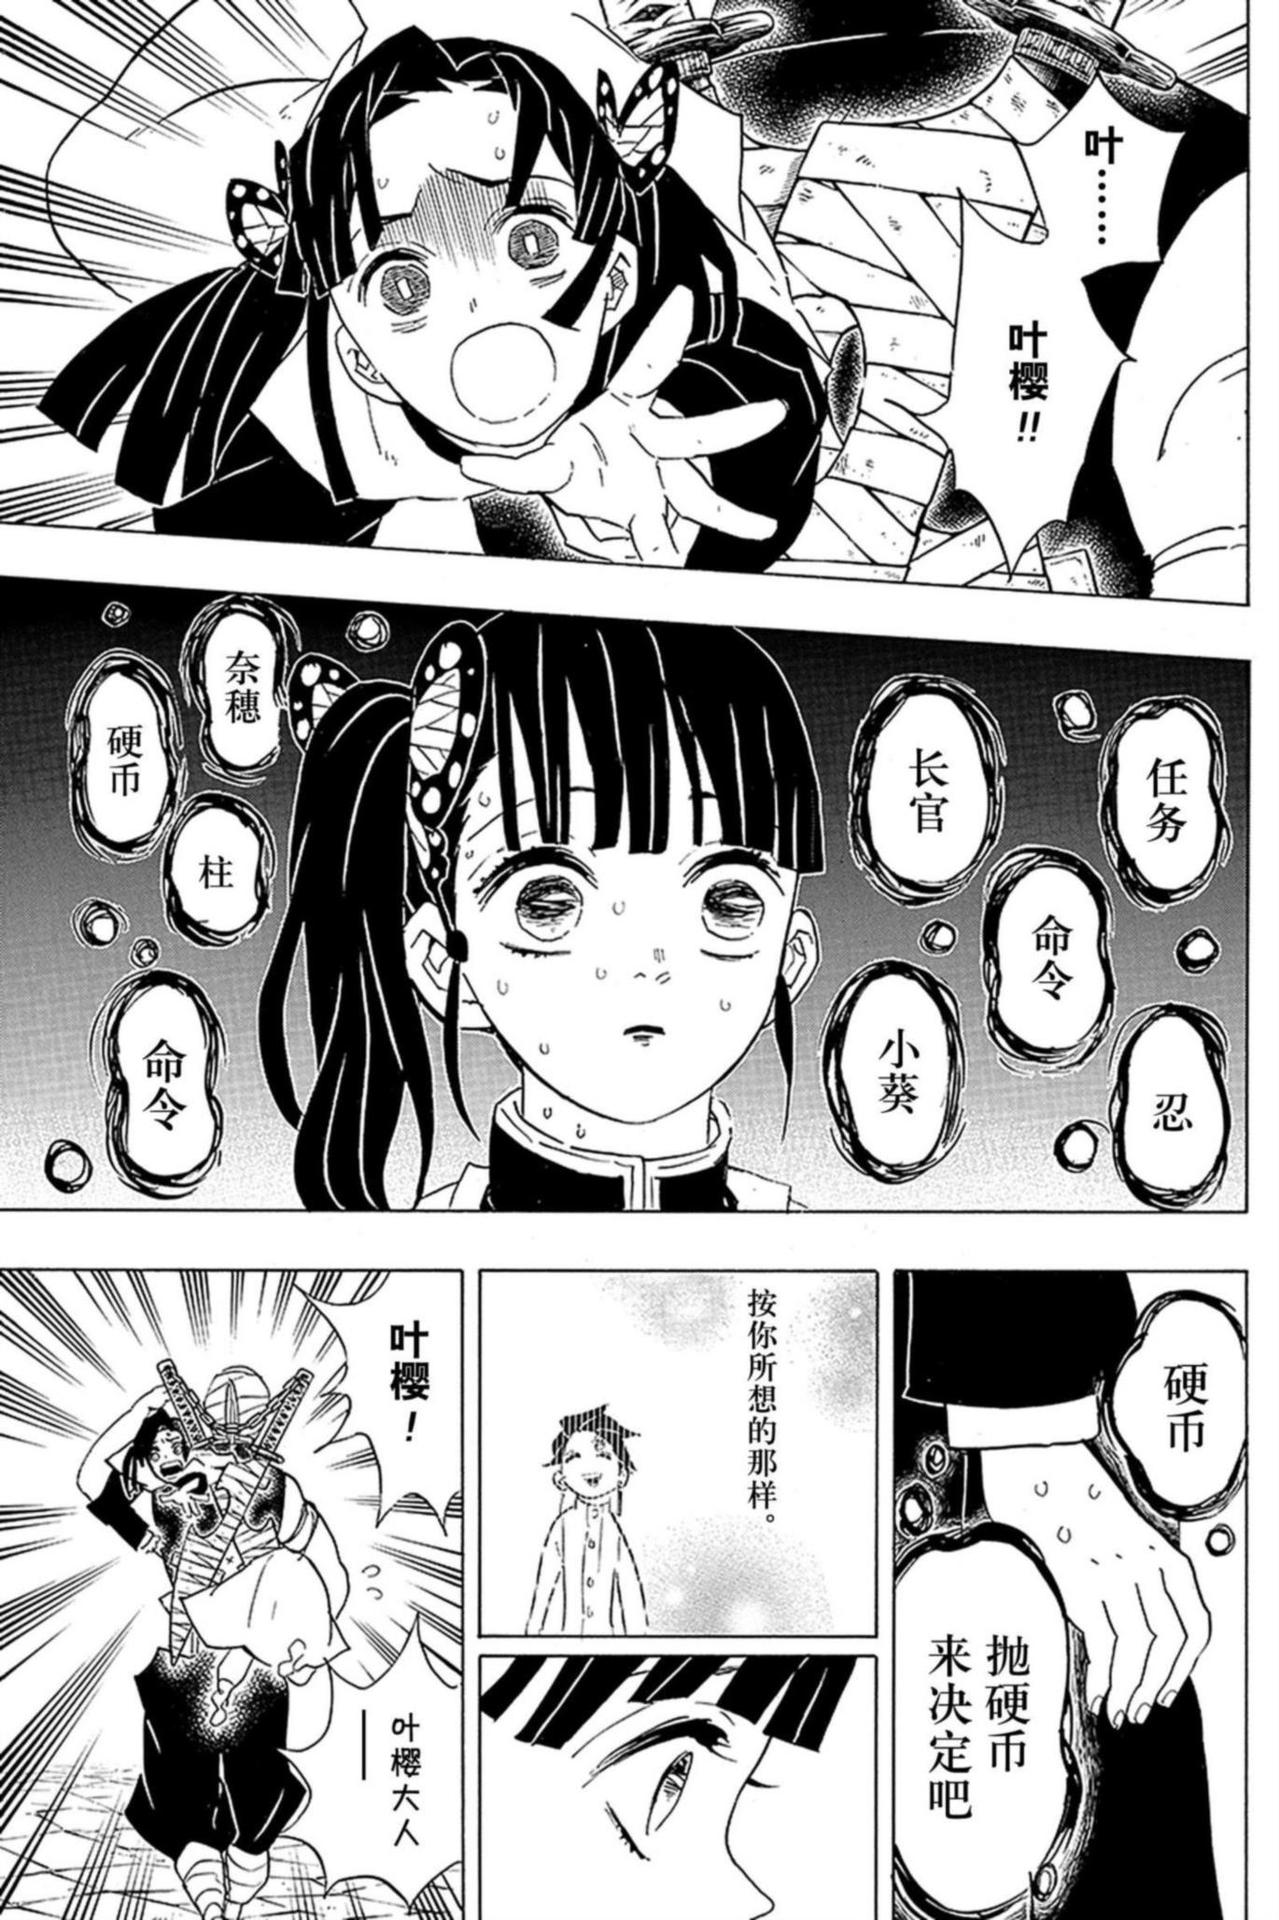 叶……
叶樱!!
任务
长官
命令
忍
小葵
奈穗
硬币
柱
命令
硬币
抛硬币
来决定吧
按你所想的那样。
叶樱!
叶樱大人——